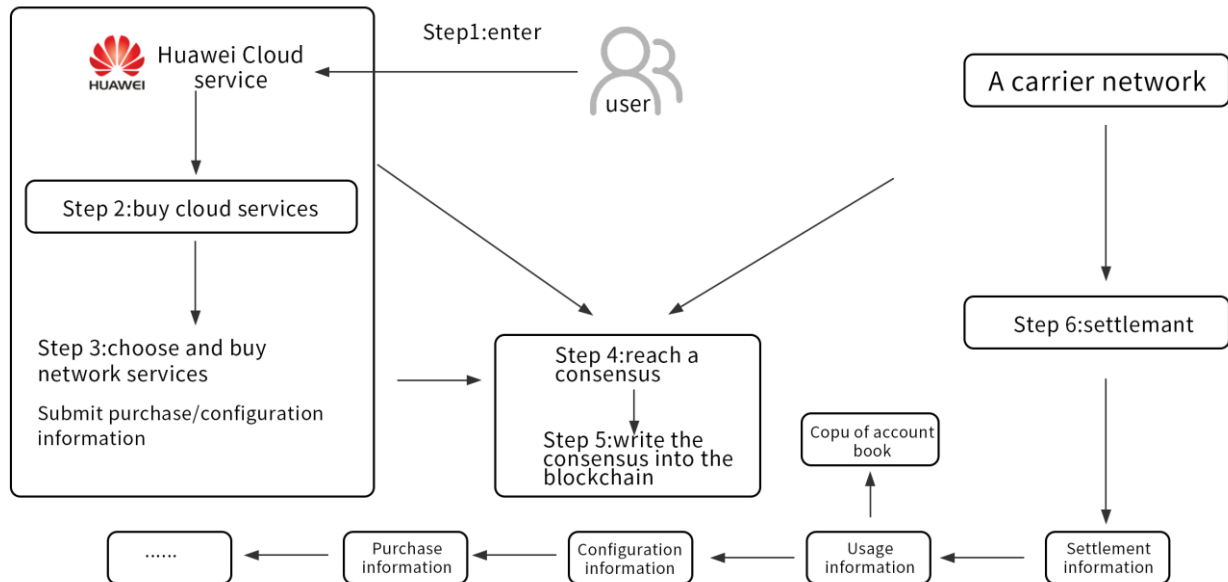 Step1:enter
HUAWEI
Huawei Cloud
service
user
A carrier network
Step 2:buy cloud services
Step 3:choose and buy
network services
Submit purchase/configuration
information
Step 4:reach a
consensus
Step 5:write the
consensus into the
blockchain
Step 6:settlemant
Copu of account
book
......
Purchase
information
Configuration
information
Usage
information
Settlement
information